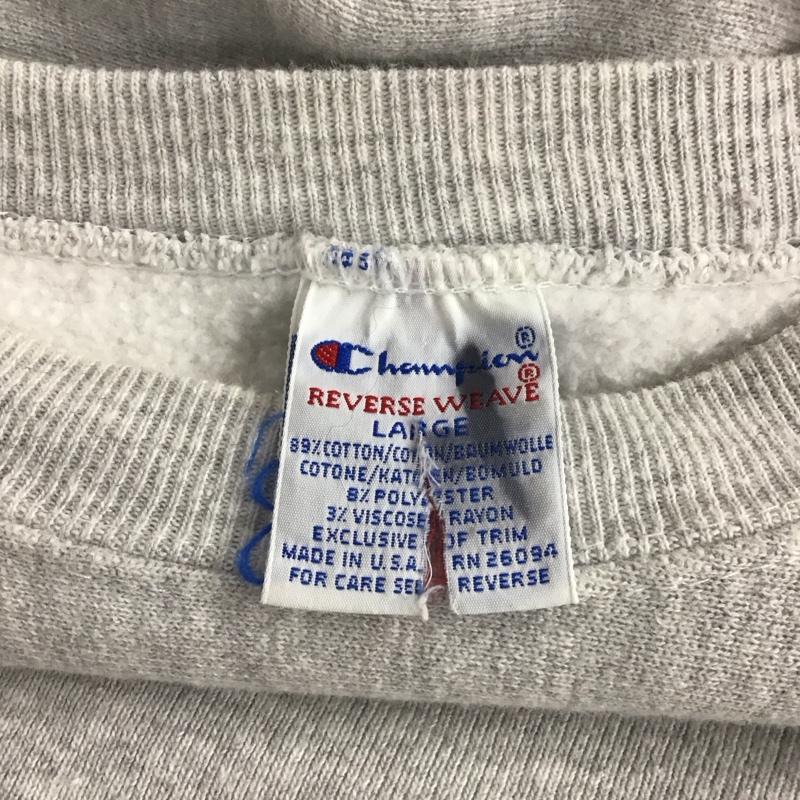 Champion®
REVERSE WEAVE®
LARGE
89%COTTON/COTON/BAUMWOLLE
COTONE/KATOEN/BOMULD
8% POLYESTER
3% VISCOSE RAYON
EXCLUSIVE OF TRIM
MADE IN U.S.A. RN 26094
FOR CARE SEE REVERSE